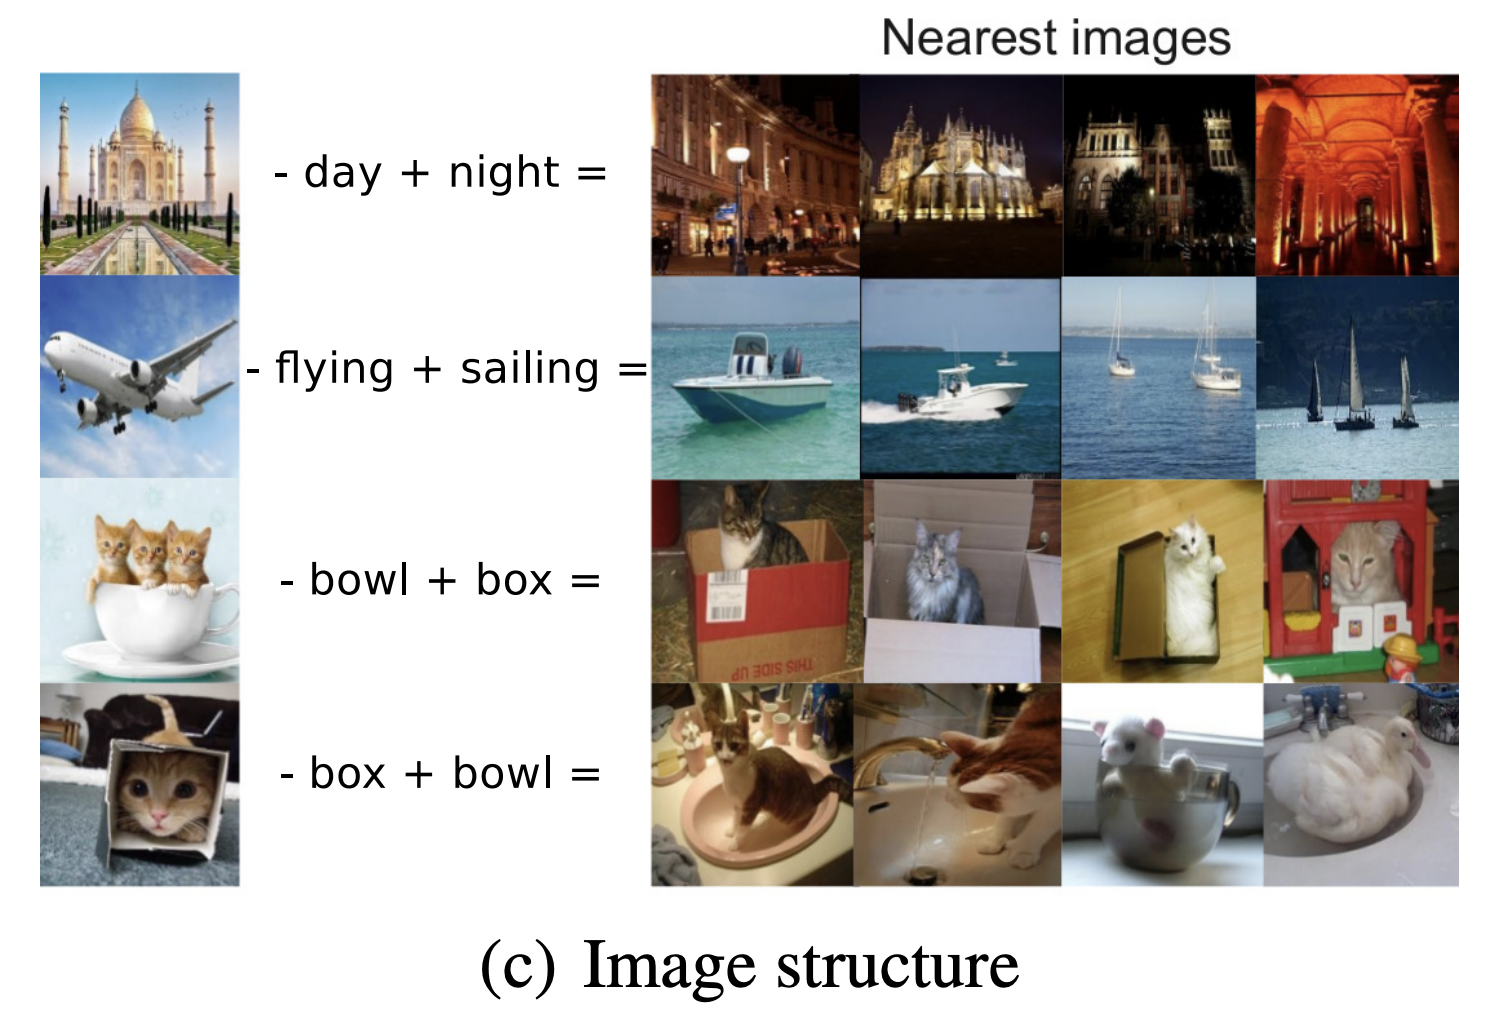 Nearest images
- day + night =
- flying + sailing =
- bowl + box =
THIS SIDE UP
- box + bowl =
(c) Image structure